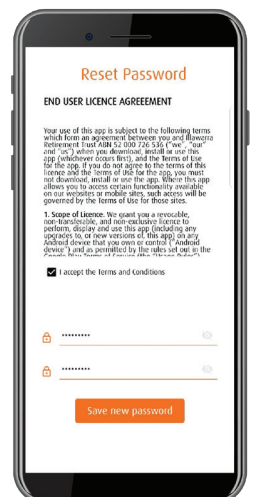 Reset Password
END USER LICENCE AGREEEMENT
Your use of this app is subject to the following terms
which form an agreement between you and Illawarra
Retirement Trust ABN 52 000 726 536 ("we", "our"
and "us") when you download, install or use this
app (whichever occurs first), and the Terms of Use
for the app. If you do not agree to the terms of this
licence and the Terms of Use for the app, you must
not download, install or use the app. Where this app
allows you to access certain functionality available
on our websites or mobile sites, such access will be
governed by the Terms of Use for those sites.
1. Scope of Licence. We grant you a revocable,
non-transferable, and non-exclusive licence to
perform, display and use this app (including any
upgrades to, or new versions of, this app) on any
Android device that you own or control ("Android
device") and as permitted by the rules set out in the
Google Play Terms of Service (the "Usage Rules").
I accept the Terms and Conditions
Save new password